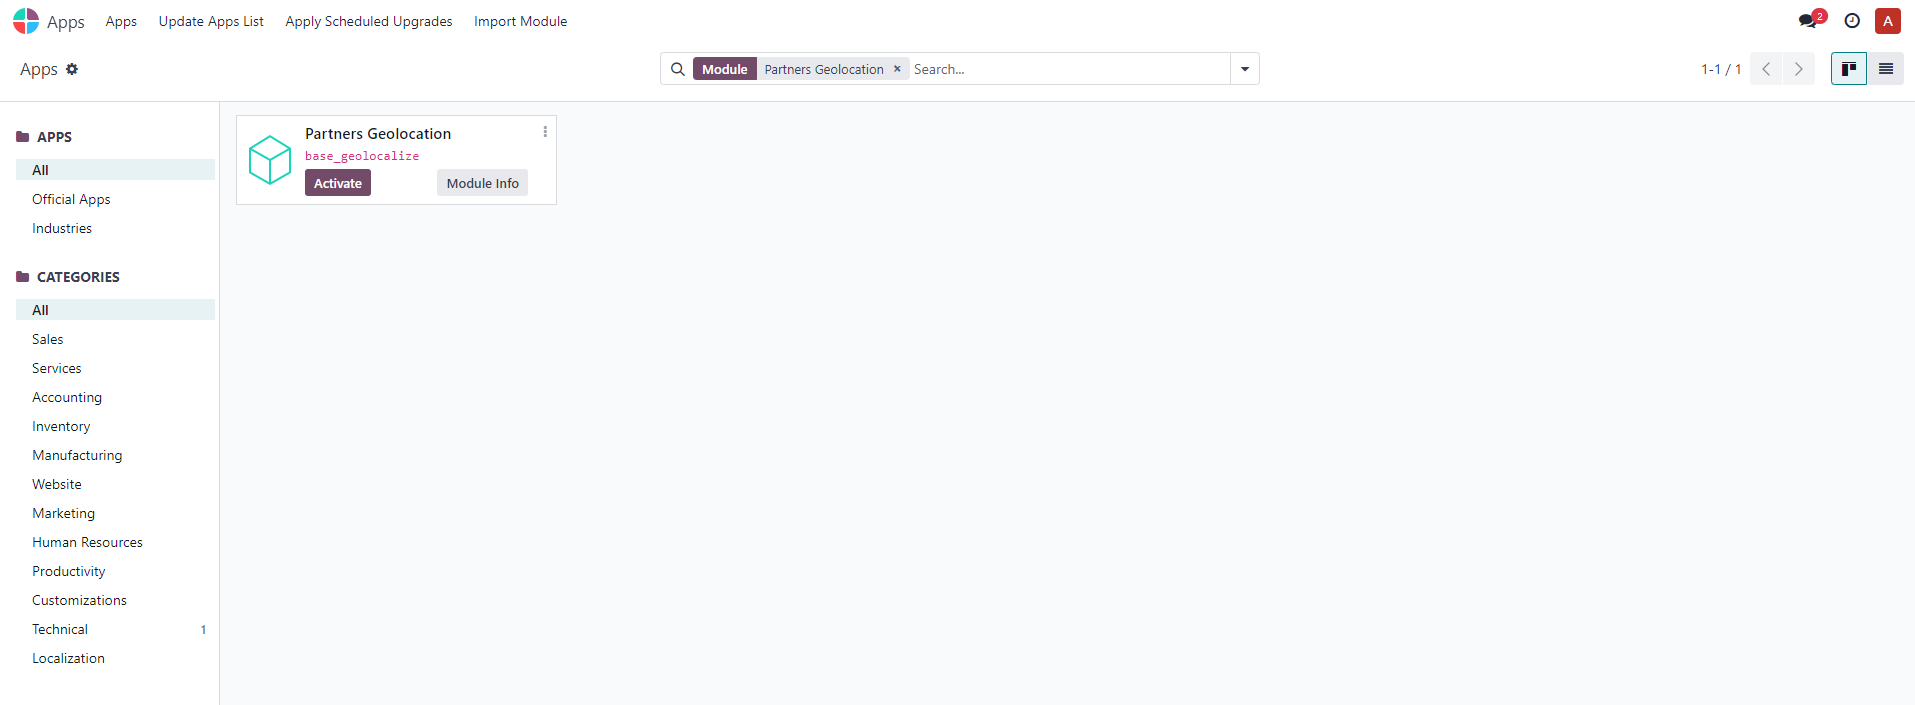 Apps Apps Update Apps List Apply Scheduled Upgrades Import Module 2 A
Apps Module Partners Geolocation × Search... 1-1 / 1
APPS
All
Official Apps
Industries
CATEGORIES
All
Sales
Services
Accounting
Inventory
Manufacturing
Website
Marketing
Human Resources
Productivity
Customizations
Technical 1
Localization
Partners Geolocation
base_geolocalize
Activate Module Info